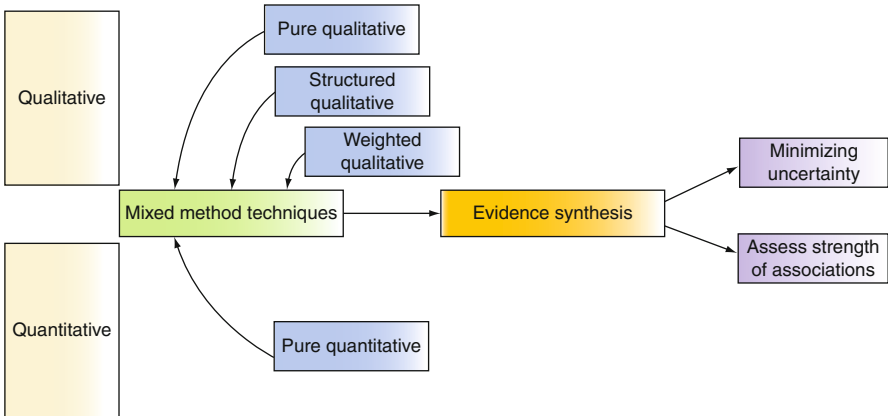 Pure qualitative
Qualitative
Structured
qualitative
Weighted
qualitative
Mixed method techniques
Evidence synthesis
Minimizing
uncertainty
Assess strength
of associations
Quantitative
Pure quantitative